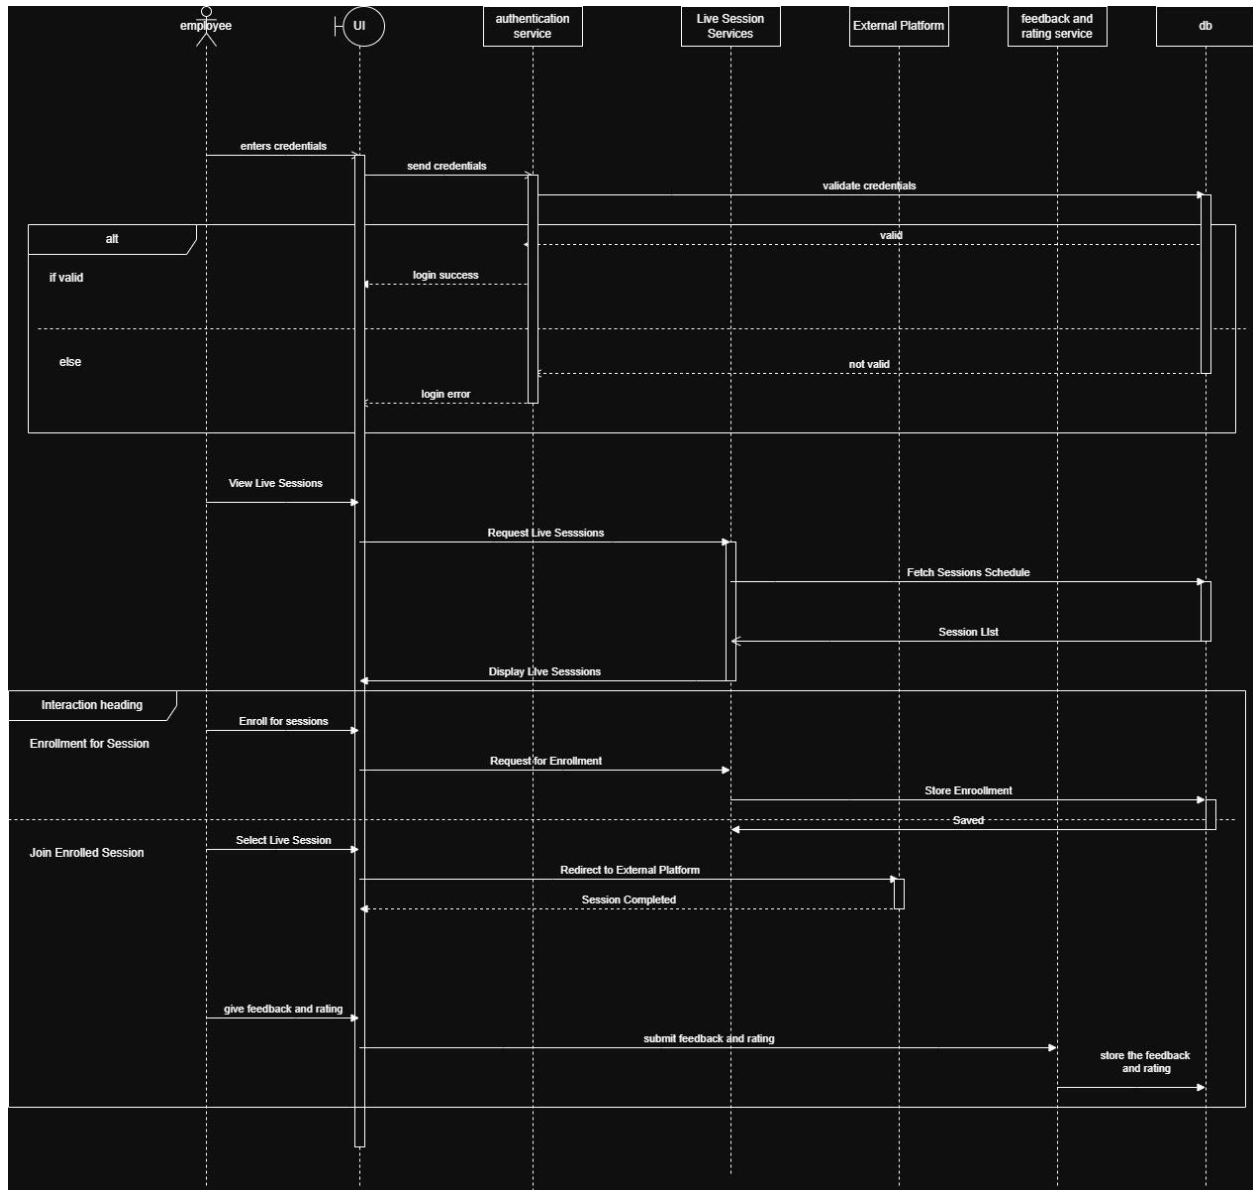 employee
UI
authentication
service
Live Session
Services
External Platform
feedback and
rating service
db
enters credentials
send credentials
validate credentials
alt
valid
if valid
login success
else
not valid
login error
View Live Sessions
Request Live Sesssions
Fetch Sessions Schedule
Session LIst
Display Live Sesssions
Interaction heading
Enroll for sessions
Enrollment for Session
Request for Enrollment
Store Enroollment
Saved
Select Live Session
Join Enrolled Session
Redirect to External Platform
Session Completed
give feedback and rating
submit feedback and rating
store the feedback
and rating